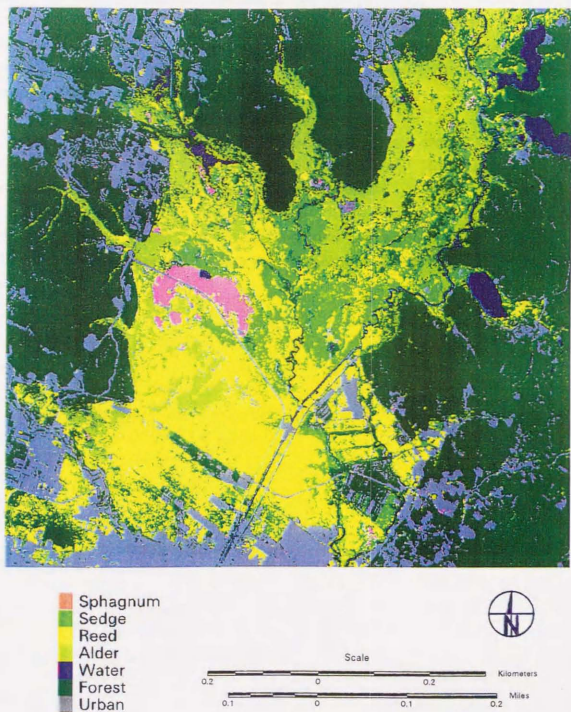 Sphagnum
Sedge
Reed
Alder
Water
Forest
Urban
N
Scale
Kilometers
0.2 0 0.2
Miles
0.1 0 0.1 0.2